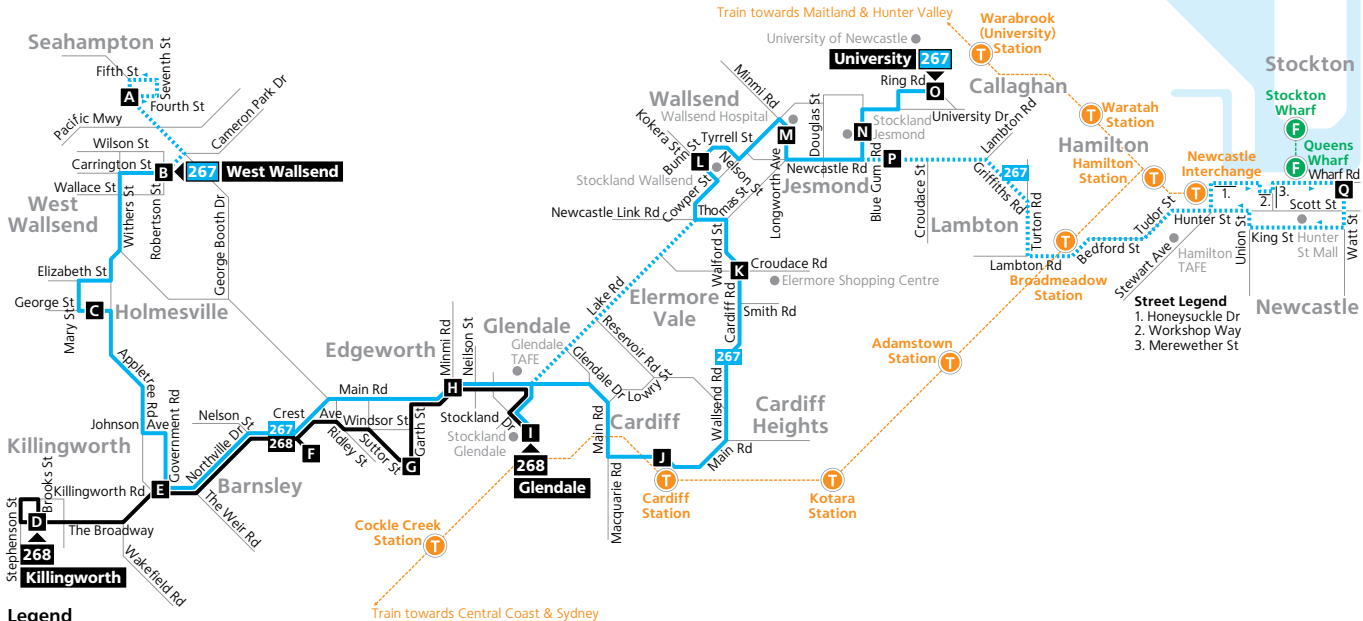 Train towards Maitland & Hunter Valley
Seahampton
Fifth St
Seventh St
A
Fourth St
Pacific Mwy
Cameron Park Dr
Wilson St
Carrington St
B
267 West Wallsend
Wallace St
West
Wallsend
Withers St
Robertson St
George Booth Dr
Elizabeth St
George St
C
Holmesville
Mary St
Appletree Rd
Johnson Ave
Government Rd
Killingworth
Killingworth Rd
E
Brooks St
Stephenson St
D
The Broadway
268
Killingworth
Wakefield Rd
The Weir Rd
Barnsley
Nelson
Northville Dr
St
Crest
267
268
F
Ave
Main Rd
Windsor St
Ridley St
Suttor St
G
Garth St
Edgeworth
Minmi Rd
Neilson St
H
Glendale
Glendale
TAFE
Stockland
Dr
Stockland
Glendale
I
268
Glendale
Lake Rd
Reservoir Rd
Glendale Dr
Lowry St
Cardiff
Main Rd
Macquarie Rd
J
Main Rd
Wallsend Rd
Cardiff
Heights
267
Smith Rd
Cardiff Rd
Elermore
Vale
K
Croudace Rd
Elermore Shopping Centre
Walford St
Thomas St
Newcastle Link Rd
Cowper St
Nelson St
Stockland Wallsend
L
Bunn St
Kokera St
Tyrrell St
Wallsend
Wallsend Hospital
Minmi Rd
M
Longworth Ave
Douglas St
Newcastle Rd
Jesmond
N
Stockland
Jesmond
Blue Gum Rd
P
University of Newcastle
University 267
Ring Rd
O
University Dr
Callaghan
Warabrook
(University)
Station
T
Waratah
Station
T
Croudace St
Lambton Rd
267
Griffiths Rd
Lambton
Turton Rd
Lambton Rd
Hamilton
Hamilton
Station
T
Newcastle
Interchange
T
Broadmeadow
Station
T
Bedford St
Tudor St
Stewart Ave
Hamilton
TAFE
Hunter St
Union St
1.
2.
3.
King St
Hunter
St Mall
Scott St
Watt St
Q
Wharf Rd
Stockton
Stockton
Wharf
F
Queens
Wharf
F
Newcastle
Street Legend
1. Honeysuckle Dr
2. Workshop Way
3. Merewether St
Adamstown
Station
T
Kotara
Station
T
Cardiff
Station
T
Cockle Creek
Station
T
Train towards Central Coast & Sydney
Legend